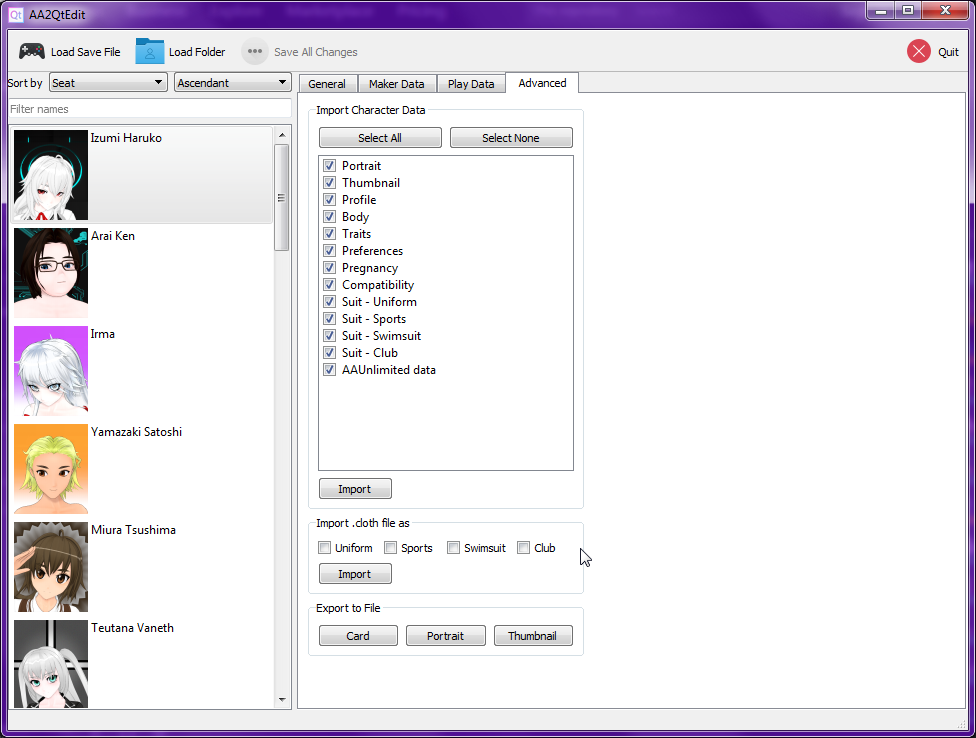 Qt AA2QtEdit
Load Save File Load Folder Save All Changes Quit
Sort by Seat Ascendant
Filter names
Izumi Haruko
Arai Ken
Irma
Yamazaki Satoshi
Miura Tsushima
Teutana Vaneth
General Maker Data Play Data Advanced
Import Character Data
Select All Select None
Portrait
Thumbnail
Profile
Body
Traits
Preferences
Pregnancy
Compatibility
Suit - Uniform
Suit - Sports
Suit - Swimsuit
Suit - Club
AAUnlimited data
Import
Import .cloth file as
Uniform Sports Swimsuit Club
Import
Export to File
Card Portrait Thumbnail